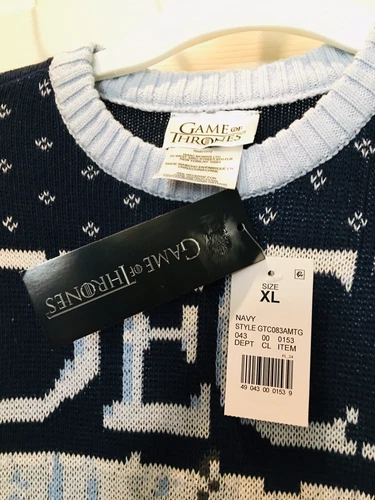 GAME OF
THRONES
GAME OF THRONES
SIZE
XL
NAVY
STYLE GTC083AMTG
043 00 0153
DEPT CL ITEM
49 043 00 0153 9
DEC